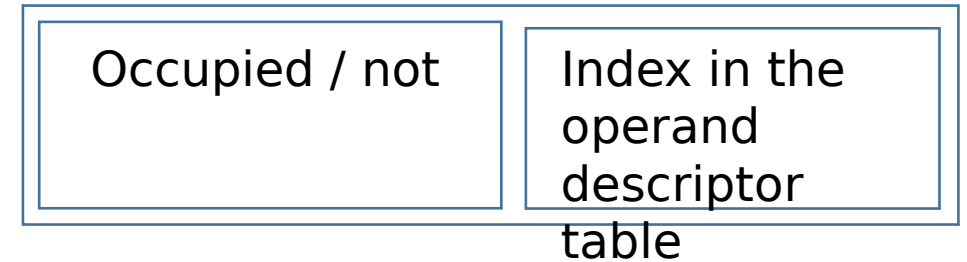 Occupied / not
Index in the
operand
descriptor
table